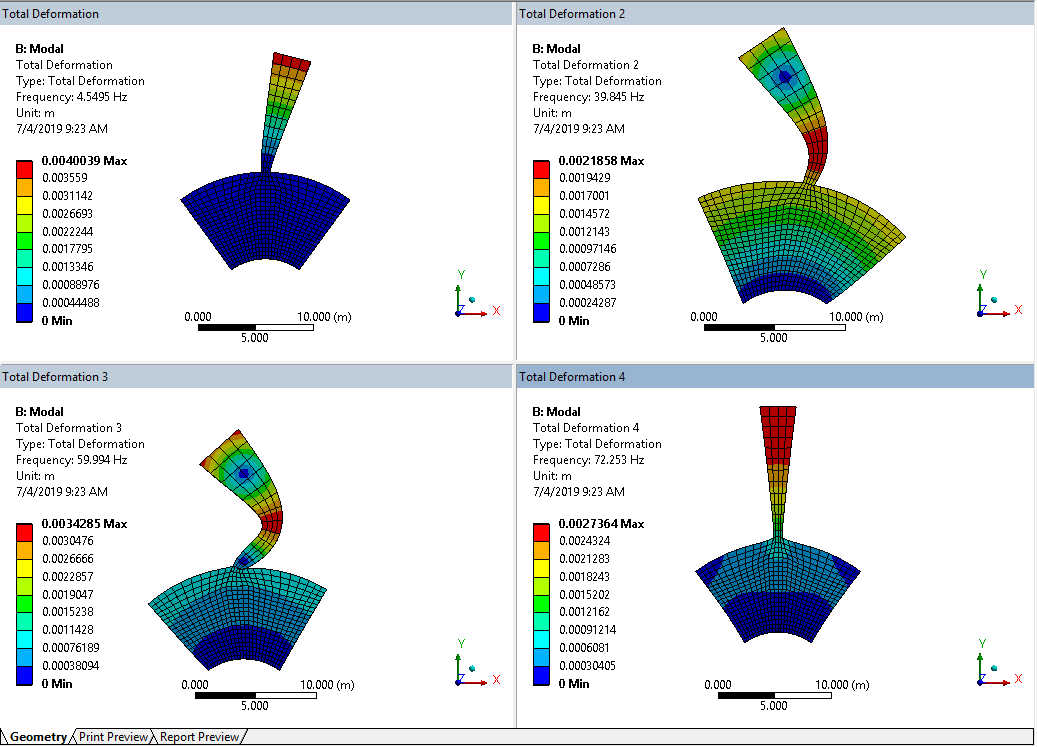 Total Deformation
B: Modal
Total Deformation
Type: Total Deformation
Frequency: 4.5495 Hz
Unit: m
7/4/2019 9:23 AM
0.0040039 Max
0.003559
0.0031142
0.0026693
0.0022244
0.0017795
0.0013346
0.00088976
0.00044488
0 Min
0.000 10.000 (m)
5.000
Y
Z X
Total Deformation 2
B: Modal
Total Deformation 2
Type: Total Deformation
Frequency: 39.845 Hz
Unit: m
7/4/2019 9:23 AM
0.0021858 Max
0.0019429
0.0017001
0.0014572
0.0012143
0.00097146
0.0007286
0.00048573
0.00024287
0 Min
0.000 10.000 (m)
5.000
Y
Z X
Total Deformation 3
B: Modal
Total Deformation 3
Type: Total Deformation
Frequency: 59.994 Hz
Unit: m
7/4/2019 9:23 AM
0.0034285 Max
0.0030476
0.0026666
0.0022857
0.0019047
0.0015238
0.0011428
0.00076189
0.00038094
0 Min
0.000 10.000 (m)
5.000
Y
Z X
Total Deformation 4
B: Modal
Total Deformation 4
Type: Total Deformation
Frequency: 72.253 Hz
Unit: m
7/4/2019 9:23 AM
0.0027364 Max
0.0024324
0.0021283
0.0018243
0.0015202
0.0012162
0.00091214
0.0006081
0.00030405
0 Min
0.000 10.000 (m)
5.000
Y
Z X
Geometry Print Preview Report Preview